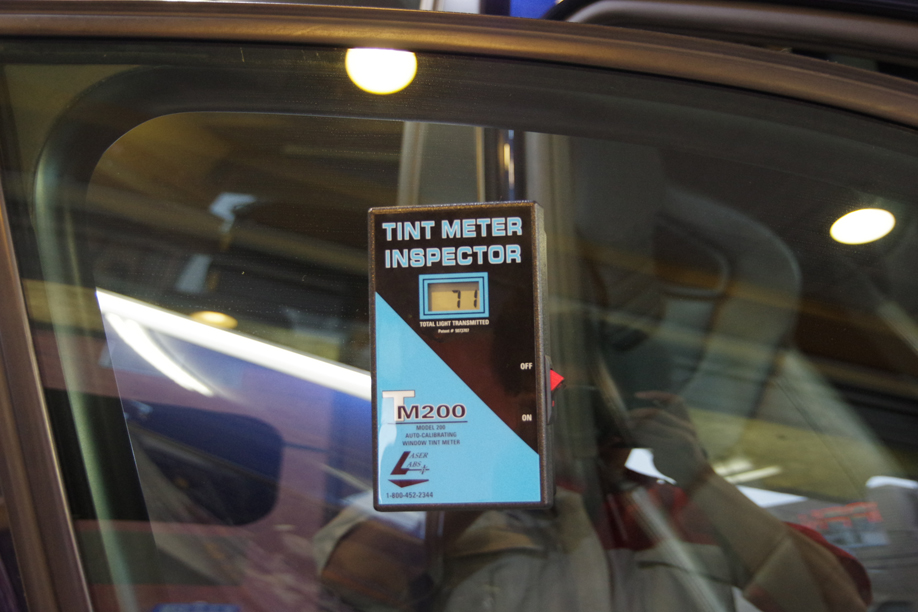 TINT METER
INSPECTOR
71
TOTAL LIGHT TRANSMITTED
OFF
ON
TM200
MODEL 200
AUTO-CALIBRATING
WINDOW TINT METER
LASER
LABS
1-800-452-2344